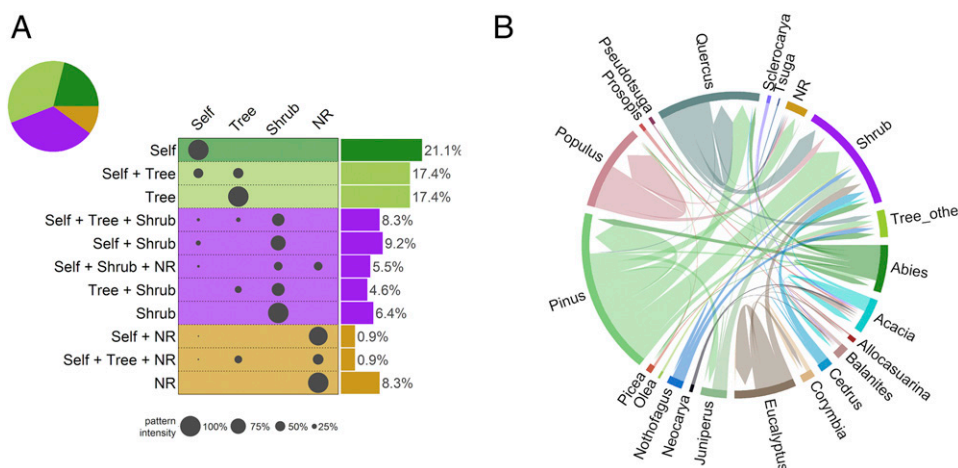 A
Self Tree Shrub NR
Self 21.1%
Self + Tree 17.4%
Tree 17.4%
Self + Tree + Shrub 8.3%
Self + Shrub 9.2%
Self + Shrub + NR 5.5%
Tree + Shrub 4.6%
Shrub 6.4%
Self + NR 0.9%
Self + Tree + NR 0.9%
NR 8.3%
pattern
intensity 100% 75% 50% 25%
B
Quercus
Sclerocarya
Tsuga
NR
Shrub
Tree_othe
Abies
Acacia
Allocasuarina
Balanites
Cedrus
Corymbia
Eucalyptus
Juniperus
Neocarya
Nothofagus
Olea
Picea
Pinus
Populus
Prosopis
Pseudotsuga